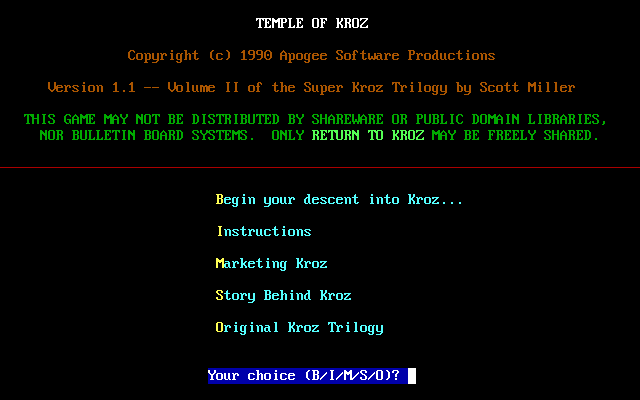 TEMPLE OF KROZ
Copyright (c) 1990 Apogee Software Productions
Version 1.1 -- Volume II of the Super Kroz Trilogy by Scott Miller
THIS GAME MAY NOT BE DISTRIBUTED BY SHAREWARE OR PUBLIC DOMAIN LIBRARIES,
NOR BULLETIN BOARD SYSTEMS.  ONLY RETURN TO KROZ MAY BE FREELY SHARED.
Begin your descent into Kroz...
Instructions
Marketing Kroz
Story Behind Kroz
Original Kroz Trilogy
Your choice (B/I/M/S/O)?